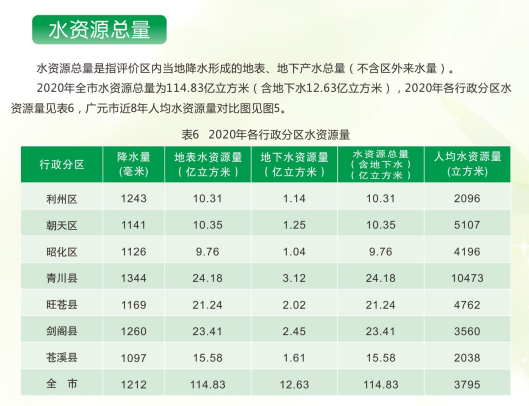 水资源总量
水资源总量是指评价区内当地降水形成的地表、地下产水总量（不含区外来水量）。
2020年全市水资源总量为114.83亿立方米（含地下水12.63亿立方米），2020年各行政分区水
资源量见表6，广元市近8年人均水资源量对比图见图5。
表6 2020年各行政分区水资源量
行政分区 降水量（毫米） 地表水资源量（亿立方米） 地下水资源量（亿立方米） 水资源总量（含地下水）（亿立方米） 人均水资源量（立方米）
利州区 1243 10.31 1.14 10.31 2096
朝天区 1141 10.35 1.25 10.35 5107
昭化区 1126 9.76 1.04 9.76 4196
青川县 1344 24.18 3.12 24.18 10473
旺苍县 1169 21.24 2.02 21.24 4762
剑阁县 1260 23.41 2.45 23.41 3560
苍溪县 1097 15.58 1.61 15.58 2038
全 市 1212 114.83 12.63 114.83 3795